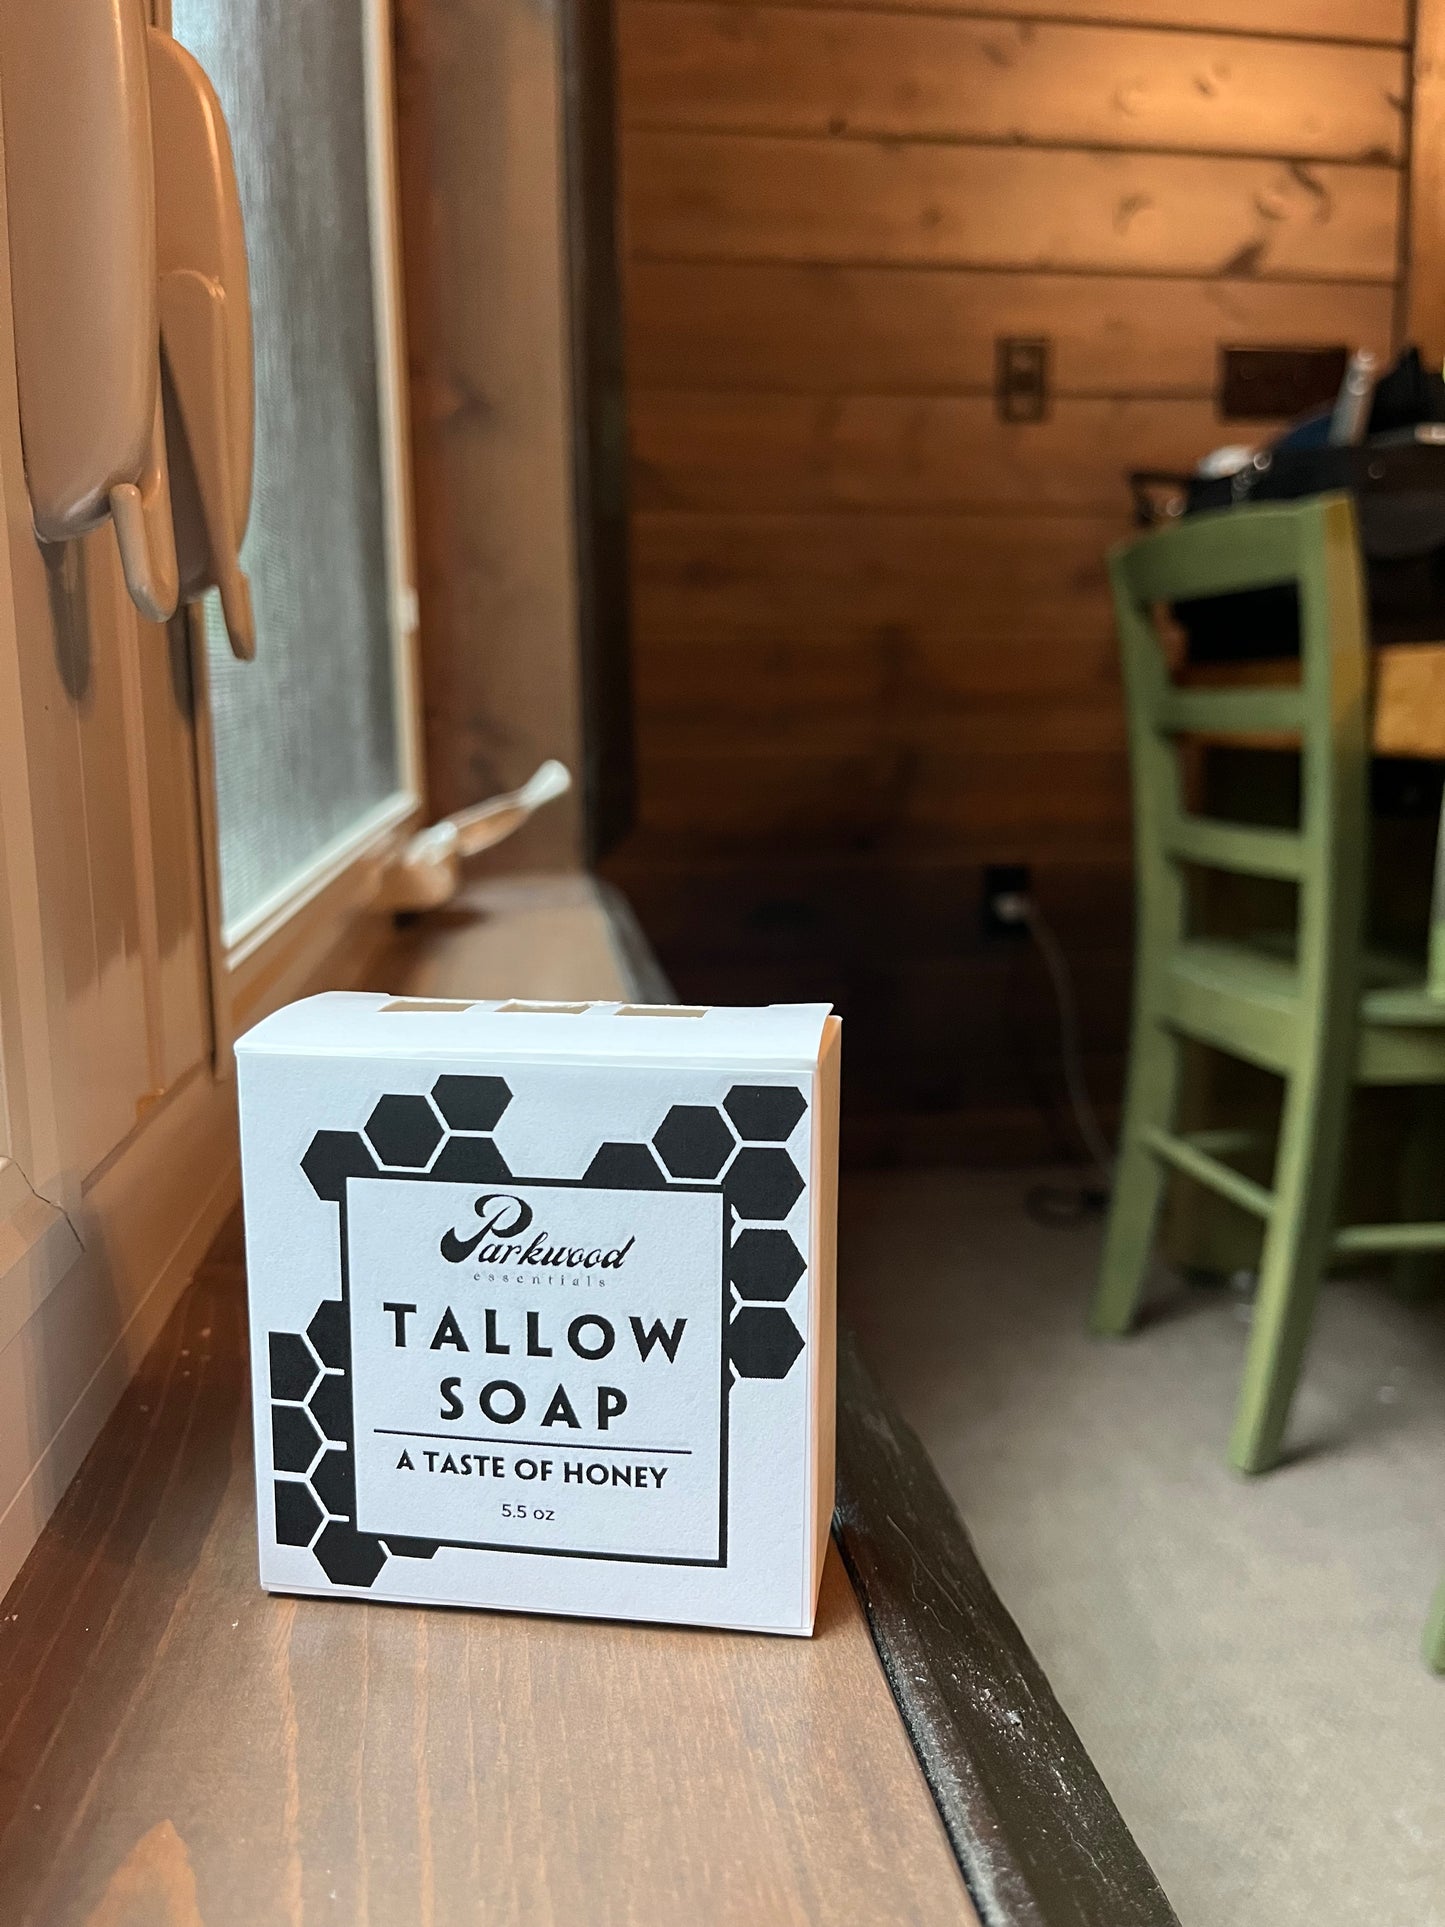 Parkwood
essentials
TALLOW
SOAP
A TASTE OF HONEY
5.5 oz